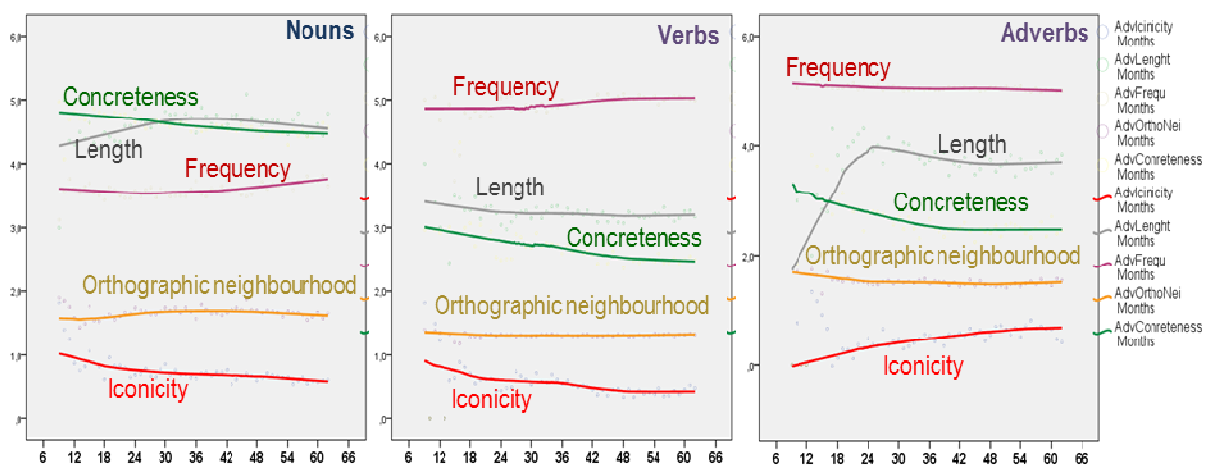 Nouns
6,0
5,0
4,0
3,0
2,0
1,0
,0
Concreteness
Length
Frequency
Orthographic neighbourhood
Iconicity
6 12 18 24 30 36 42 48 54 60 66
Verbs
6,0
5,0
4,0
3,0
2,0
1,0
,0
Frequency
Length
Concreteness
Orthographic neighbourhood
Iconicity
6 12 18 24 30 36 42 48 54 60 66
Adverbs
6,0
4,0
2,0
,0
Frequency
Length
Concreteness
Orthographic neighbourhood
Iconicity
6 12 18 24 30 36 42 48 54 60 66
AdvIcinicity
Months
AdvLenght
Months
AdvFrequ
Months
AdvOrthoNei
Months
AdvConreteness
Months
AdvIcinicity
Months
AdvLenght
Months
AdvFrequ
Months
AdvOrthoNei
Months
AdvConreteness
Months